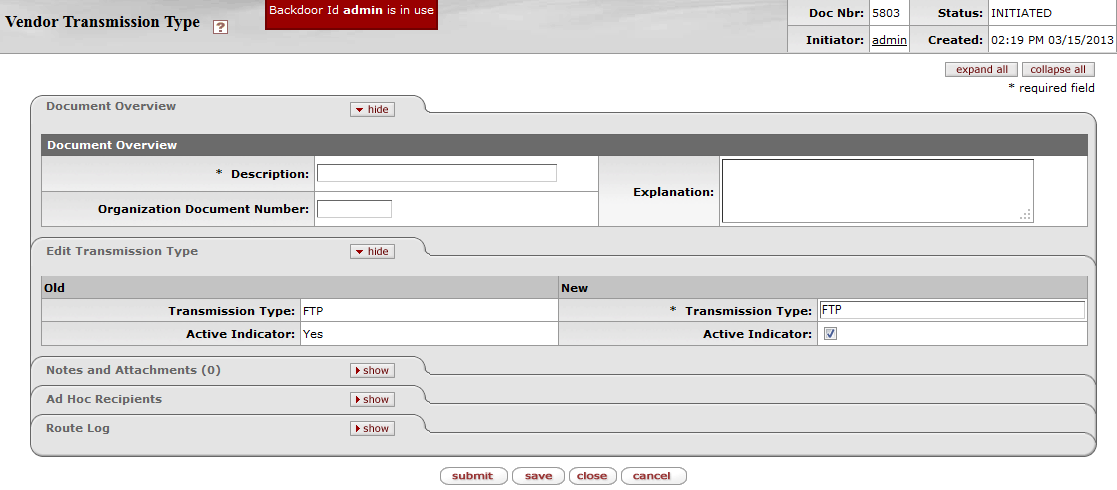 Vendor Transmission Type ?
Backdoor Id admin is in use
Doc Nbr: 5803 Status: INITIATED
Initiator: admin Created: 02:19 PM 03/15/2013
expand all collapse all
* required field
Document Overview hide
Document Overview
* Description:
Explanation:
Organization Document Number:
Edit Transmission Type hide
Old New
Transmission Type: FTP * Transmission Type: FTP
Active Indicator: Yes Active Indicator:
Notes and Attachments (0) show
Ad Hoc Recipients show
Route Log show
submit save close cancel